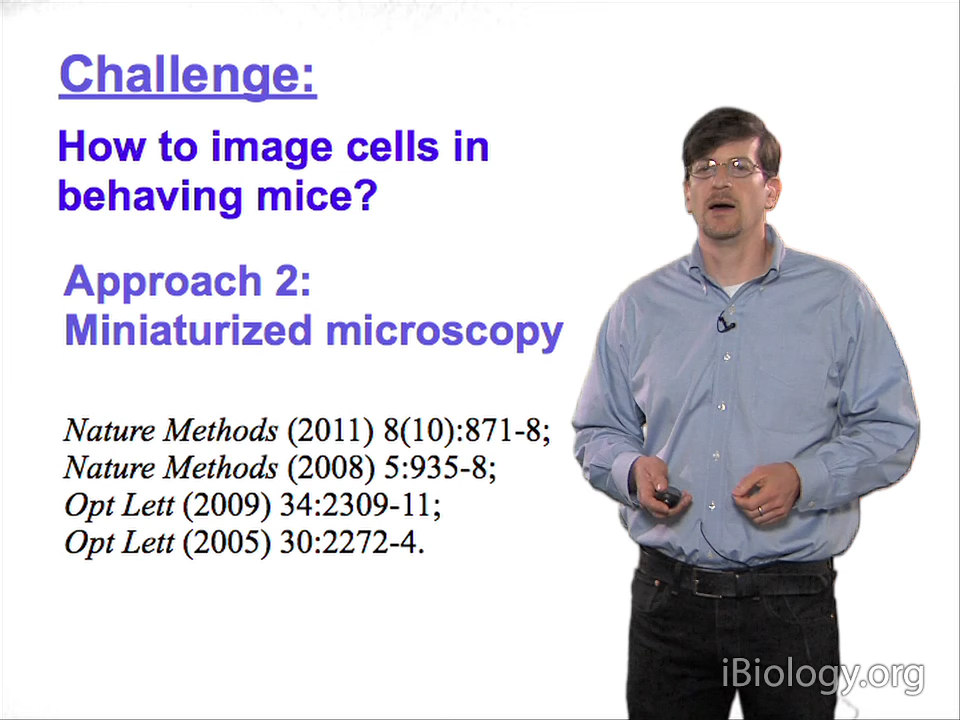 Challenge:
How to image cells in
behaving mice?
Approach 2:
Miniaturized microscopy
Nature Methods (2011) 8(10):871-8;
Nature Methods (2008) 5:935-8;
Opt Lett (2009) 34:2309-11;
Opt Lett (2005) 30:2272-4.
iBiology.org